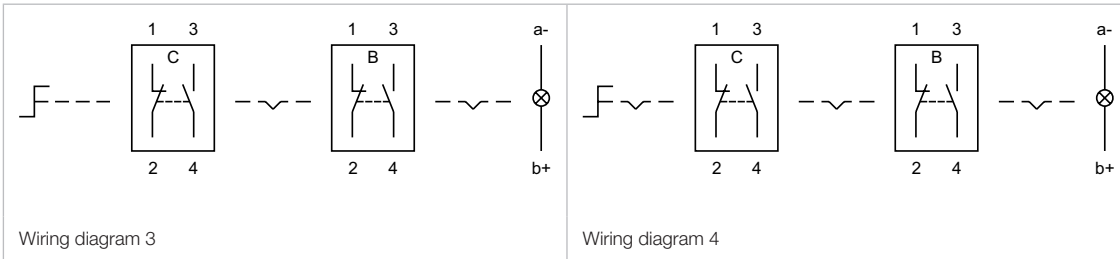 1 3 1 3 a-
C B
2 4 2 4 b+
Wiring diagram 3
1 3 1 3 a-
C B
2 4 2 4 b+
Wiring diagram 4